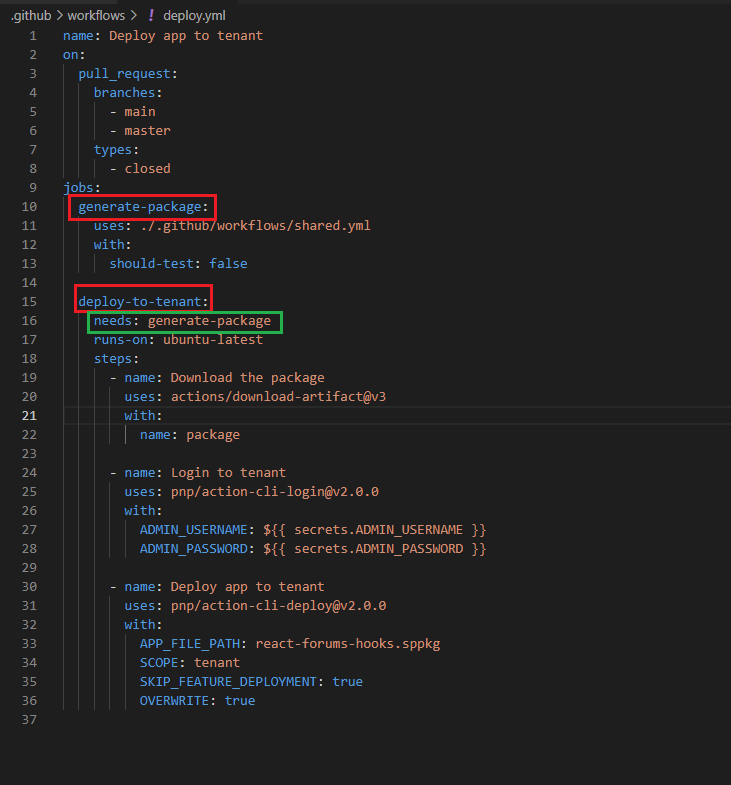 .github > workflows > ! deploy.yml
1 name: Deploy app to tenant
2 on:
3 pull_request:
4 branches:
5 - main
6 - master
7 types:
8 - closed
9 jobs:
10 generate-package:
11 uses: ./.github/workflows/shared.yml
12 with:
13 should-test: false
14
15 deploy-to-tenant:
16 needs: generate-package
17 runs-on: ubuntu-latest
18 steps:
19 - name: Download the package
20 uses: actions/download-artifact@v3
21 with:
22 name: package
23
24 - name: Login to tenant
25 uses: pnp/action-cli-login@v2.0.0
26 with:
27 ADMIN_USERNAME: ${{ secrets.ADMIN_USERNAME }}
28 ADMIN_PASSWORD: ${{ secrets.ADMIN_PASSWORD }}
29
30 - name: Deploy app to tenant
31 uses: pnp/action-cli-deploy@v2.0.0
32 with:
33 APP_FILE_PATH: react-forums-hooks.sppkg
34 SCOPE: tenant
35 SKIP_FEATURE_DEPLOYMENT: true
36 OVERWRITE: true
37